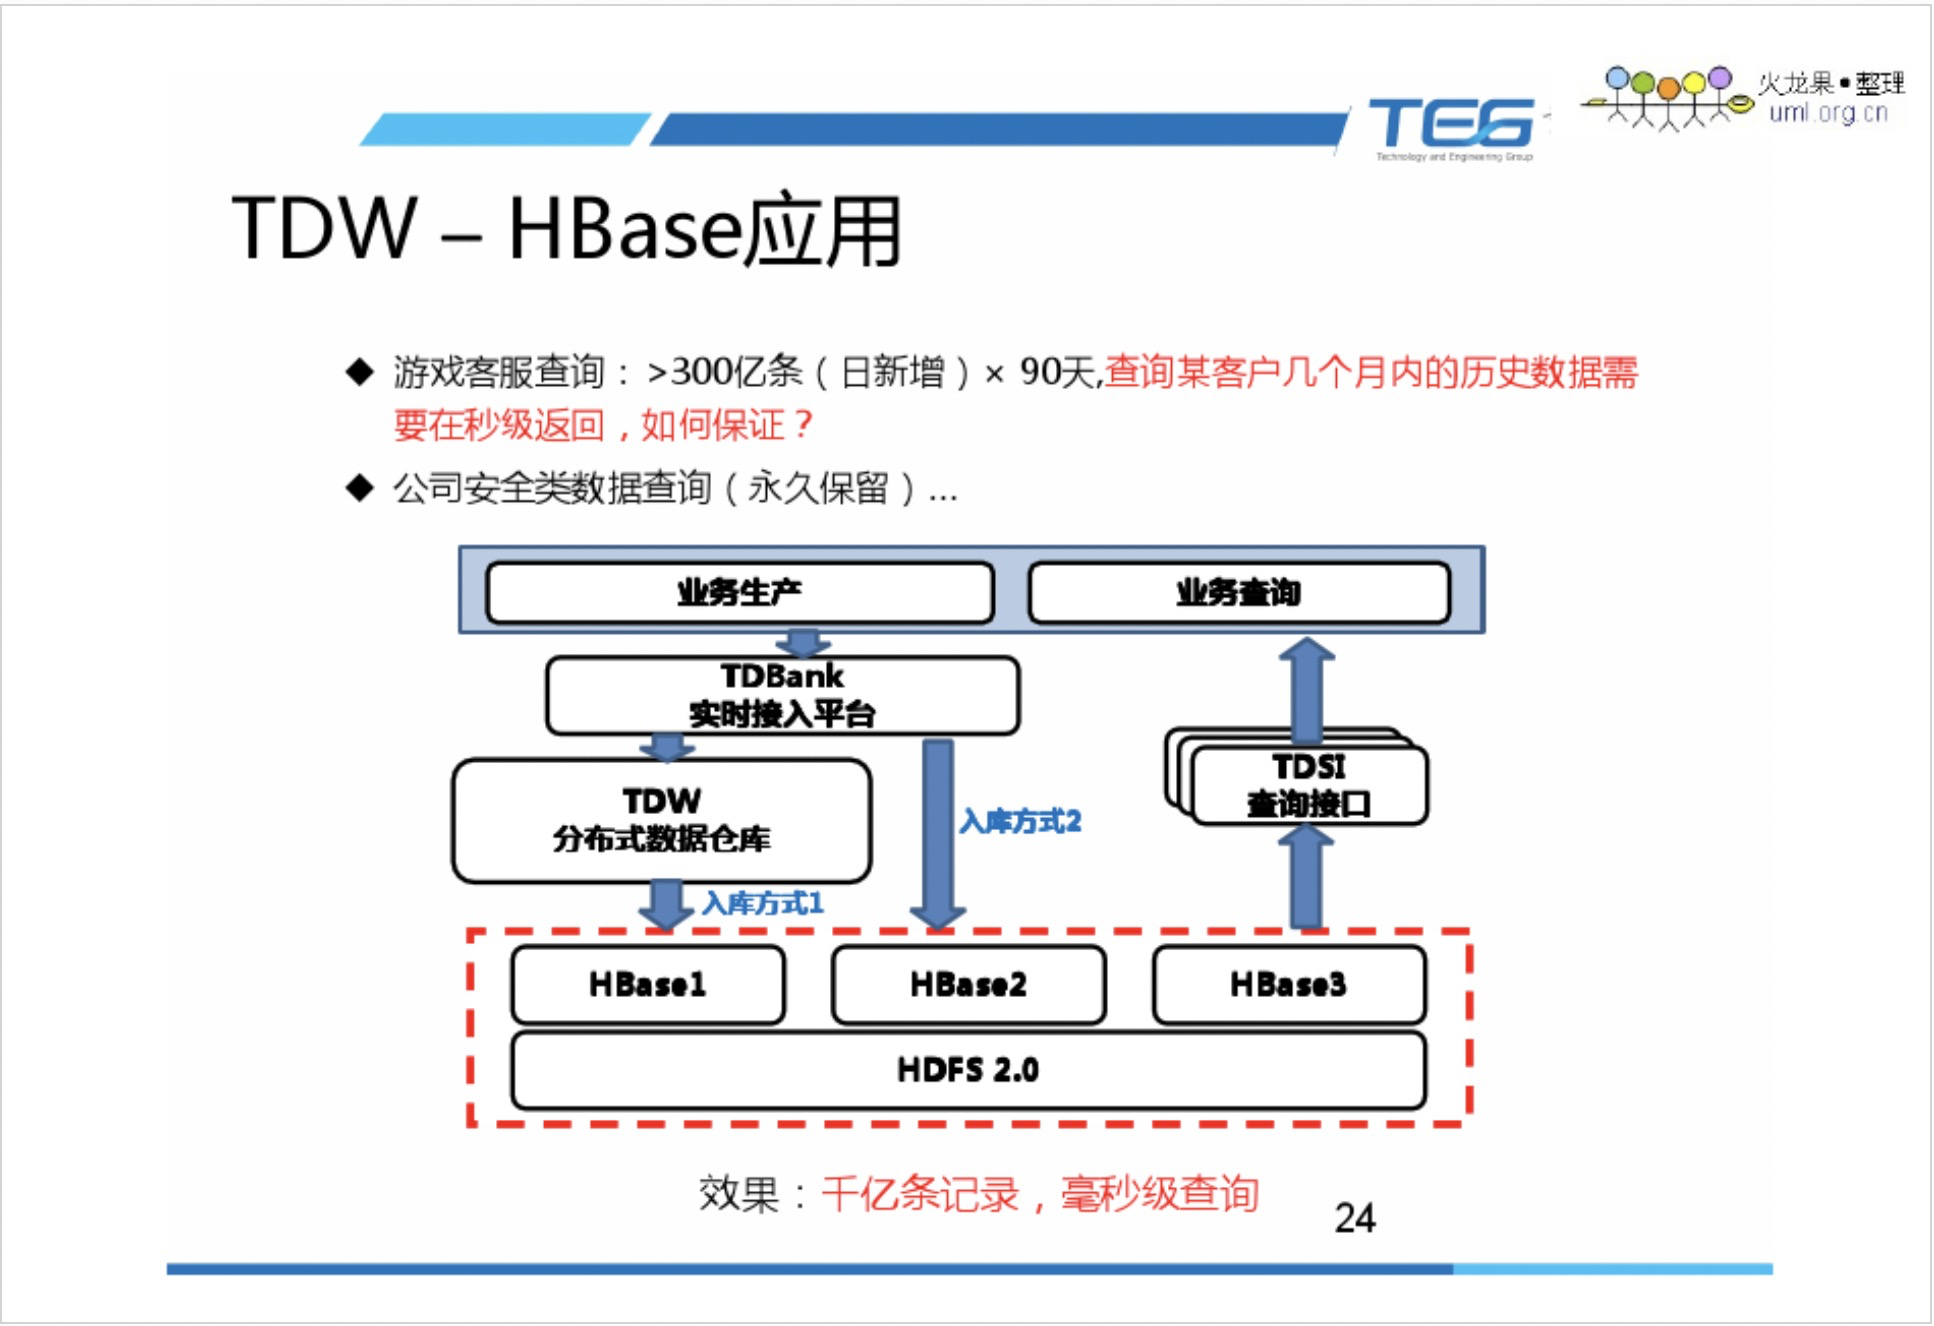 火龙果•整理
uml.org.cn
TEG
Technology and Engineering Group
TDW – HBase应用
◆ 游戏客服查询：>300亿条（日新增）× 90天,查询某客户几个月内的历史数据需
要在秒级返回，如何保证？
◆ 公司安全类数据查询（永久保留）...
业务生产
业务查询
TDBank
实时接入平台
TDW
分布式数据仓库
入库方式2
TDSI
查询接口
入库方式1
HBase1
HBase2
HBase3
HDFS 2.0
效果：千亿条记录，毫秒级查询
24